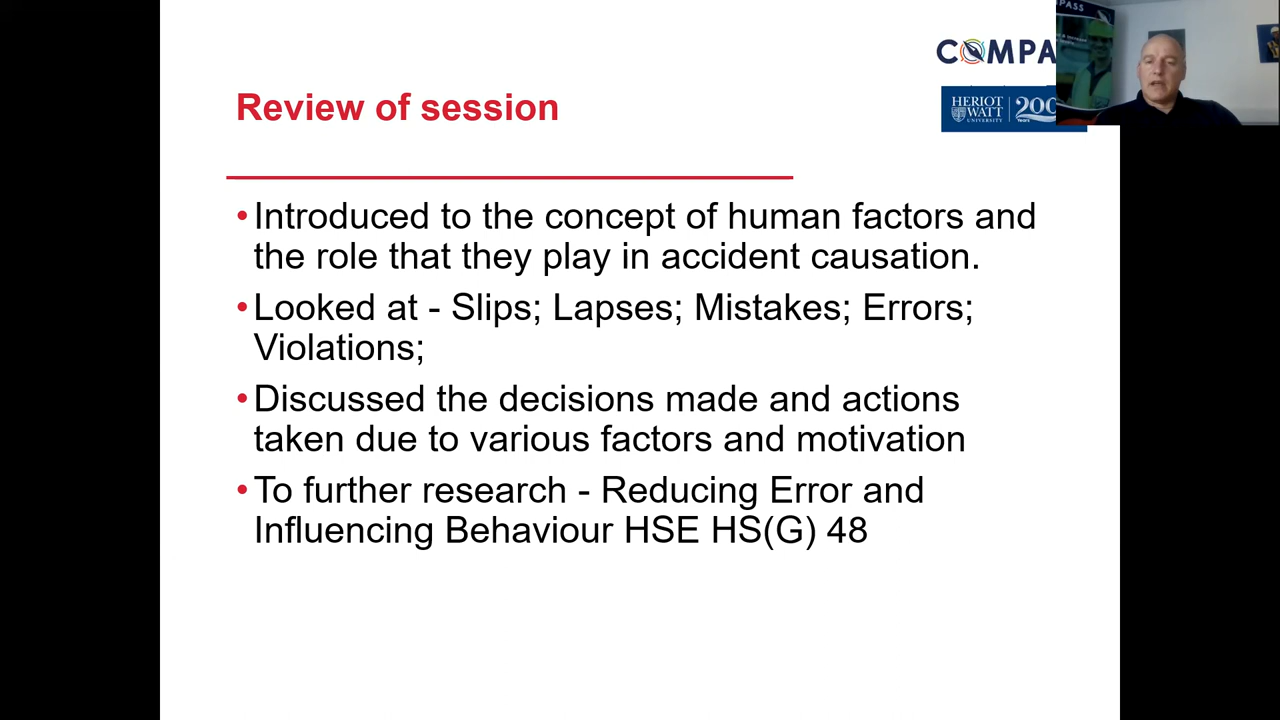 COMPA
PASS
Review of session
HERIOT
WATT
UNIVERSITY
200
YEARS
•Introduced to the concept of human factors and
the role that they play in accident causation.
•Looked at - Slips; Lapses; Mistakes; Errors;
Violations;
•Discussed the decisions made and actions
taken due to various factors and motivation
•To further research - Reducing Error and
Influencing Behaviour HSE HS(G) 48